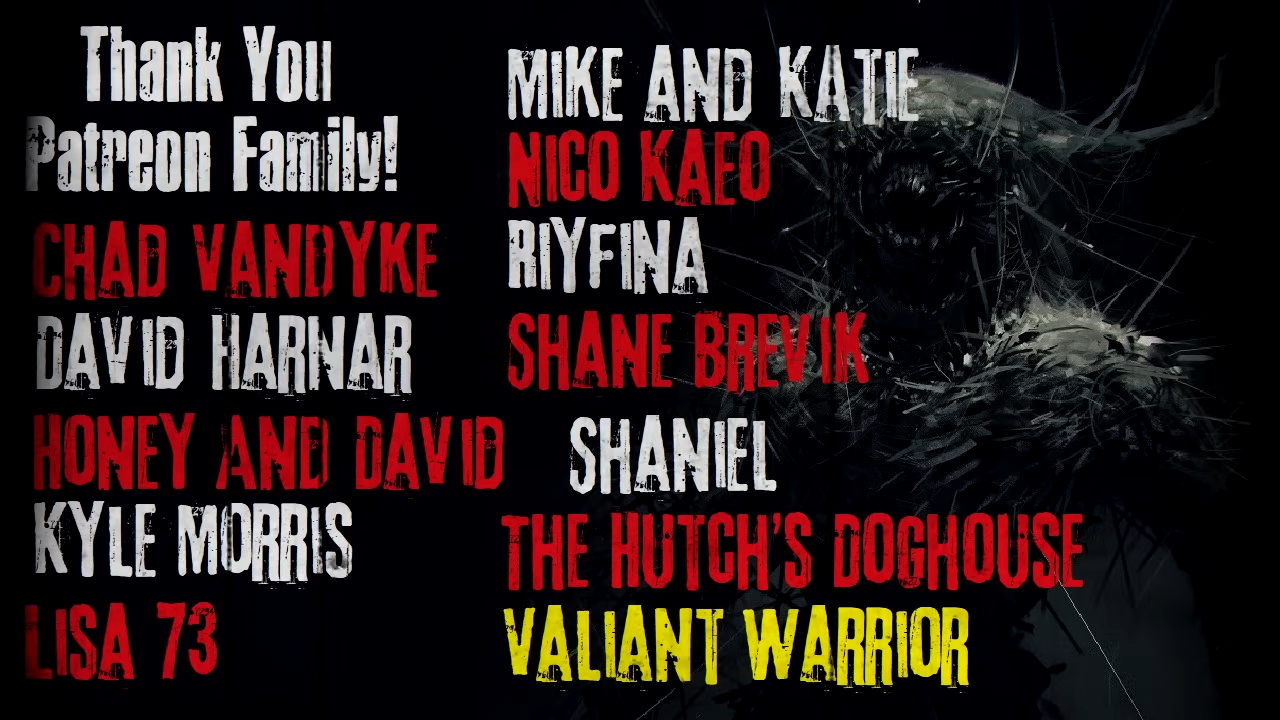 Thank You
Patreon Family!
CHAD VANDYKE
DAVID HARNAR
HONEY AND DAVID
KYLE MORRIS
LISA 73
MIKE AND KATIE
NICO KAEO
RIYFINA
SHANE BREVIK
SHANIEL
THE HUTCH'S DOGHOUSE
VALIANT WARRIOR